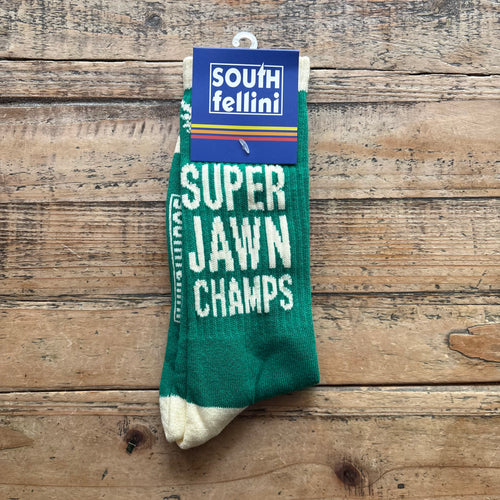 SOUTH
fellini
SUPER
JAWN
CHAMPS